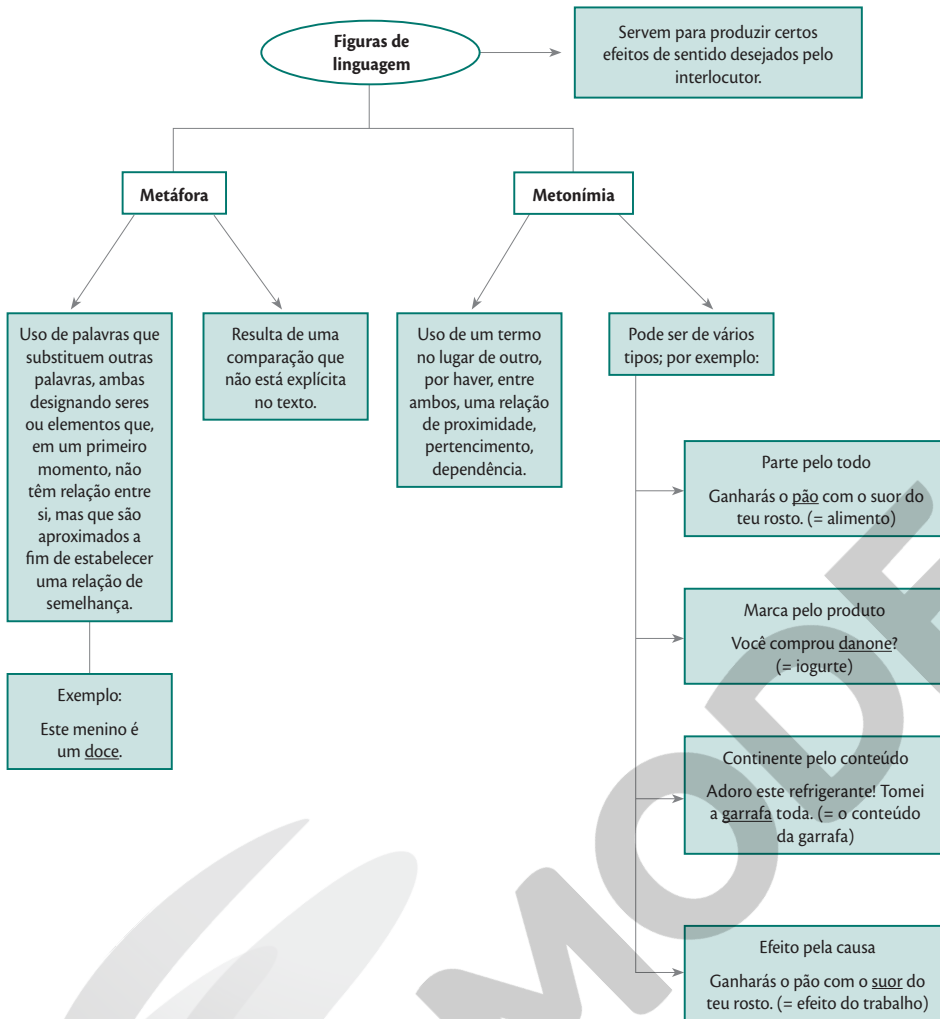 Figuras de
linguagem
Servem para produzir certos
efeitos de sentido desejados pelo
interlocutor.
Metáfora
Metonímia
Uso de palavras que
substituem outras
palavras, ambas
designando seres
ou elementos que,
em um primeiro
momento, não
têm relação entre
si, mas que são
aproximados a
fim de estabelecer
uma relação de
semelhança.
Resulta de uma
comparação que
não está explícita
no texto.
Uso de um termo
no lugar de outro,
por haver, entre
ambos, uma relação
de proximidade,
pertencimento,
dependência.
Pode ser de vários
tipos; por exemplo:
Exemplo:
Este menino é
um doce.
Parte pelo todo
Ganharás o pão com o suor do
teu rosto. (= alimento)
Marca pelo produto
Você comprou danone?
(= iogurte)
Continente pelo conteúdo
Adoro este refrigerante! Tomei
a garrafa toda. (= o conteúdo
da garrafa)
Efeito pela causa
Ganharás o pão com o suor do
teu rosto. (= efeito do trabalho)